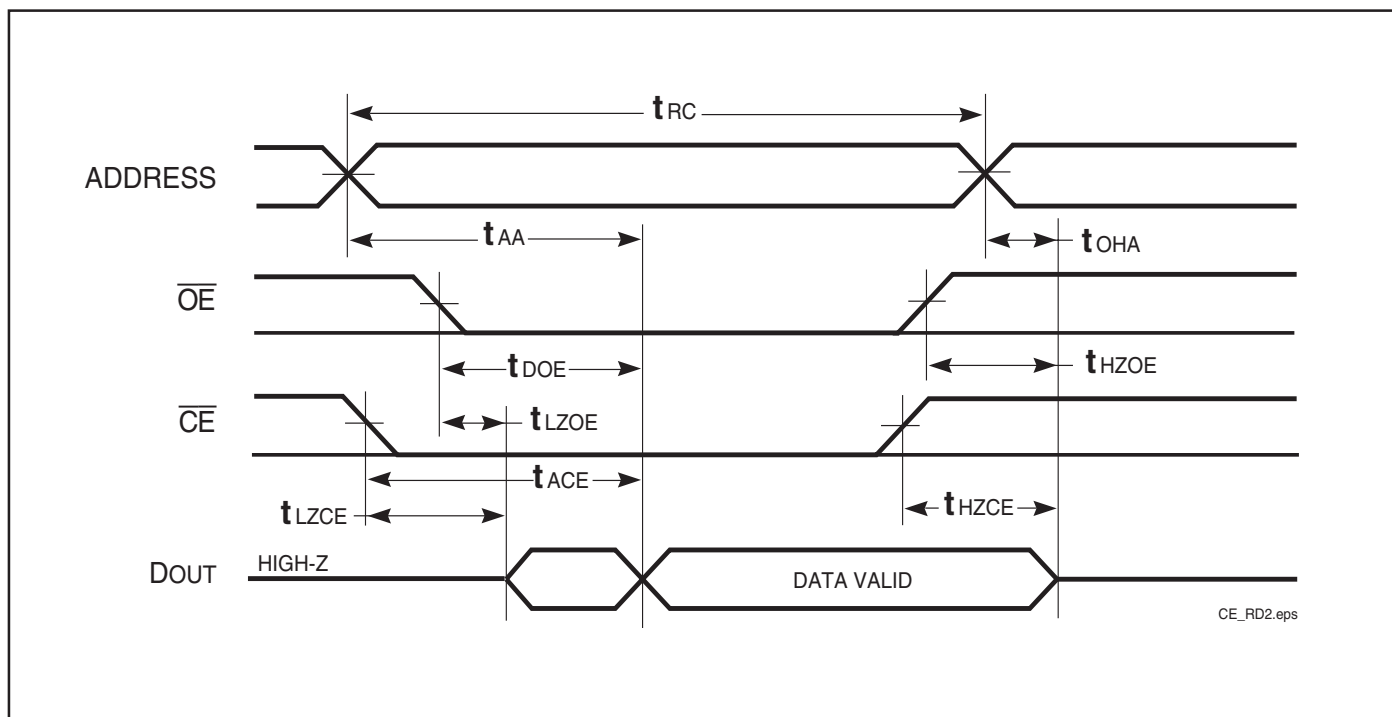 tRC
ADDRESS
tAA
tOHA
OE
tDOE
tHZOE
CE
tLZOE
tACE
tLZCE
tHZCE
DOUT
HIGH-Z
DATA VALID
CE_RD2.eps